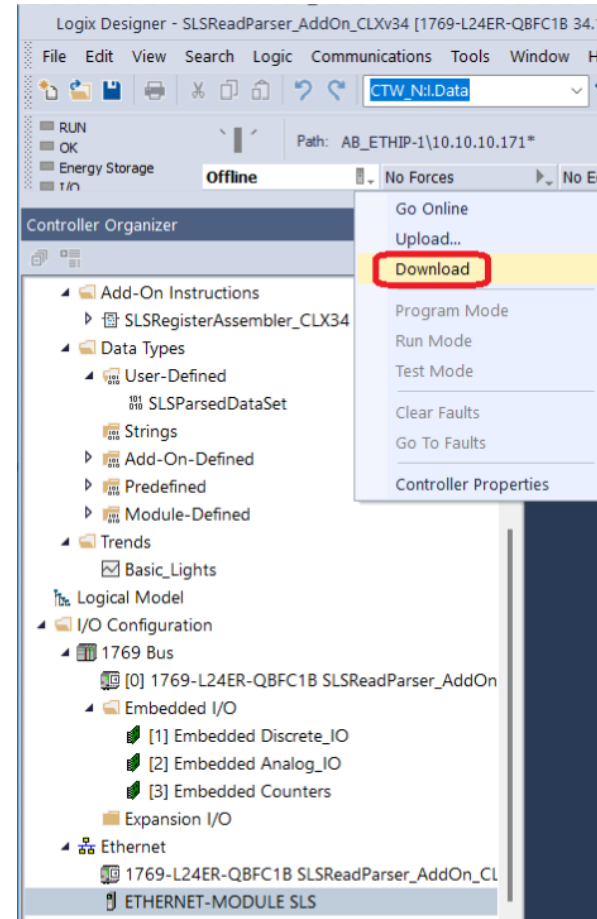 Logix Designer - SLSReadParser_AddOn_CLXv34 [1769-L24ER-QBFC1B 34.
File Edit View Search Logic Communications Tools Window H
CTW_N:I.Data
RUN
OK
Energy Storage
I/O
Path: AB_ETHIP-1\10.10.10.171*
Offline
No Forces
No E
Go Online
Upload...
Download
Program Mode
Run Mode
Test Mode
Clear Faults
Go To Faults
Controller Properties
Controller Organizer
Add-On Instructions
SLSRegisterAssembler_CLX34
Data Types
User-Defined
SLSParsedDataSet
Strings
Add-On-Defined
Predefined
Module-Defined
Trends
Basic_Lights
Logical Model
I/O Configuration
1769 Bus
[0] 1769-L24ER-QBFC1B SLSReadParser_AddOn
Embedded I/O
[1] Embedded Discrete_IO
[2] Embedded Analog_IO
[3] Embedded Counters
Expansion I/O
Ethernet
1769-L24ER-QBFC1B SLSReadParser_AddOn_CL
ETHERNET-MODULE SLS